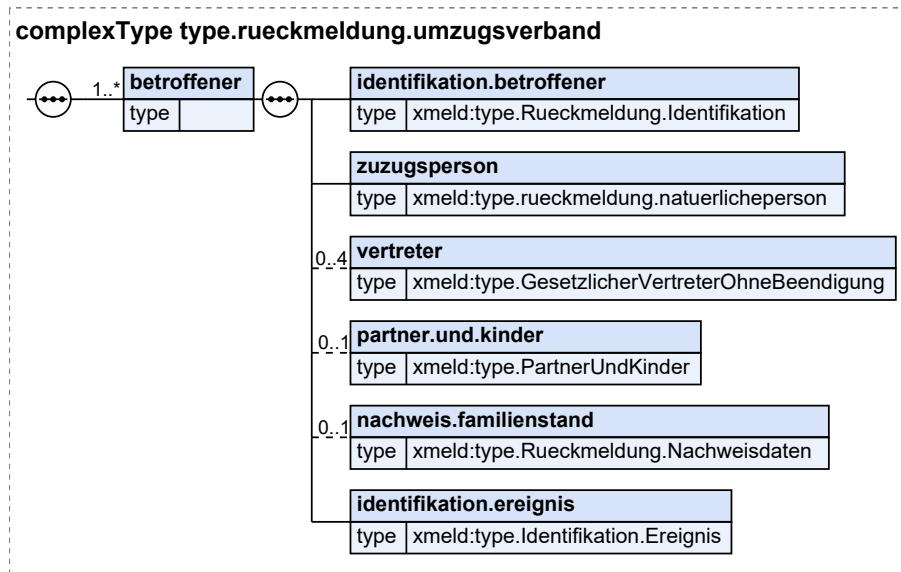 complexType type.rueckmeldung.umzugsverband
1..* betroffener
type
identifikation.betroffener
type xmeld:type.Rueckmeldung.Identifikation
zuzugsperson
type xmeld:type.rueckmeldung.natuerlicheperson
0..4 vertreter
type xmeld:type.GesetzlicherVertreterOhneBeendigung
0..1 partner.und.kinder
type xmeld:type.PartnerUndKinder
0..1 nachweis.familienstand
type xmeld:type.Rueckmeldung.Nachweisdaten
identifikation.ereignis
type xmeld:type.Identifikation.Ereignis